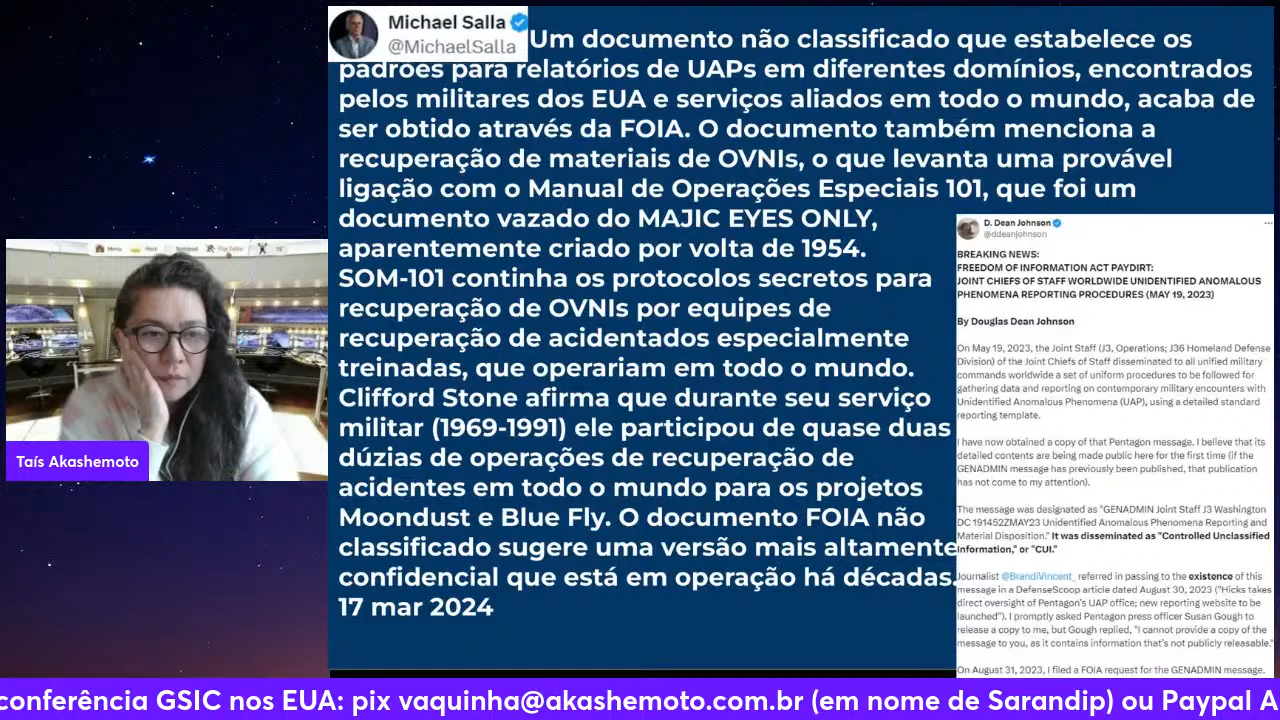 Michael Salla
@MichaelSalla
Um documento não classificado que estabelece os
padrões para relatórios de UAPs em diferentes domínios, encontrados
pelos militares dos EUA e serviços aliados em todo o mundo, acaba de
ser obtido através da FOIA. O documento também menciona a
recuperação de materiais de OVNIs, o que levanta uma provável
ligação com o Manual de Operações Especiais 101, que foi um
documento vazado do MAJIC EYES ONLY,
aparentemente criado por volta de 1954.
SOM-101 continha os protocolos secretos para
recuperação de OVNIs por equipes de
recuperação de acidentados especialmente
treinadas, que operariam em todo o mundo.
Clifford Stone afirma que durante seu serviço
militar (1969-1991) ele participou de quase duas
dúzias de operações de recuperação de
acidentes em todo o mundo para os projetos
Moondust e Blue Fly. O documento FOIA não
classificado sugere uma versão mais altamente
confidencial que está em operação há décadas.
17 mar 2024
D. Dean Johnson
@ddeanjohnson
BREAKING NEWS:
FREEDOM OF INFORMATION ACT PAYDIRT:
JOINT CHIEFS OF STAFF WORLDWIDE UNIDENTIFIED ANOMALOUS
PHENOMENA REPORTING PROCEDURES (MAY 19, 2023)
By Douglas Dean Johnson
On May 19, 2023, the Joint Staff (J3, Operations; J36 Homeland Defense
Division) of the Joint Chiefs of Staff disseminated to all unified military
commands worldwide a set of uniform procedures to be followed for
gathering data and reporting on contemporary military encounters with
Unidentified Anomalous Phenomena (UAP), using a detailed standard
reporting template.
I have now obtained a copy of that Pentagon message. I believe that its
detailed contents are being made public here for the first time (if the
GENADMIN message has previously been published, that publication
has not come to my attention).
The message was designated as "GENADMIN Joint Staff J3 Washington
DC 191452ZMAY23 Unidentified Anomalous Phenomena Reporting and
Material Disposition." It was disseminated as "Controlled Unclassified
Information," or "CUI."
Journalist @BrandiVincent_ referred in passing to the existence of this
message in a DefenseScoop article dated August 30, 2023 ("Hicks takes
direct oversight of Pentagon's UAP office; new reporting website to be
launched"). I promptly asked Pentagon press officer Susan Gough to
release a copy to me, but Gough replied, "I cannot provide a copy of the
message to you, as it contains information that's not publicly releasable."
On August 31, 2023, I filed a FOIA request for the GENADMIN message.
Taís Akashemoto
conferência GSIC nos EUA: pix vaquinha@akashemoto.com.br (em nome de Sarandip) ou Paypal A